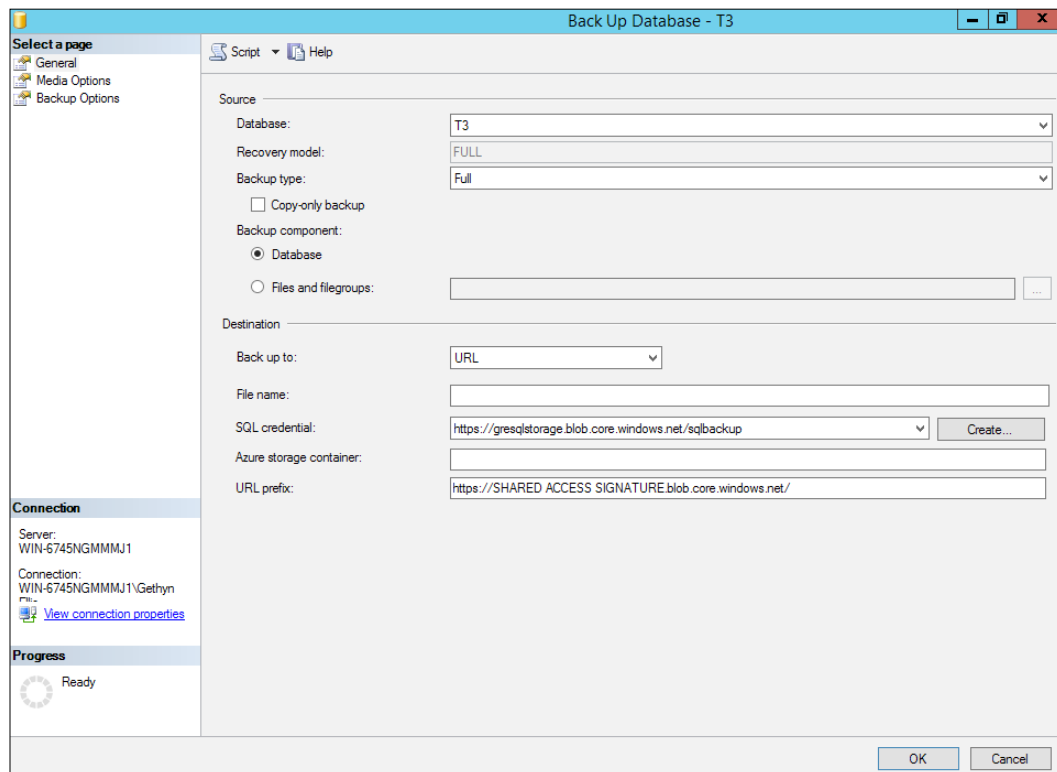 Back Up Database - T3
Select a page
General
Media Options
Backup Options
Script
Help
Source
Database:
T3
Recovery model:
FULL
Backup type:
Full
Copy-only backup
Backup component:
Database
Files and filegroups:
...
Destination
Back up to:
URL
File name:
SQL credential:
https://gresqlstorage.blob.core.windows.net/sqlbackup
Create...
Azure storage container:
URL prefix:
https://SHARED ACCESS SIGNATURE.blob.core.windows.net/
Connection
Server:
WIN-6745NGMMMJ1
Connection:
WIN-6745NGMMMJ1\Gethyn
View connection properties
Progress
Ready
OK
Cancel